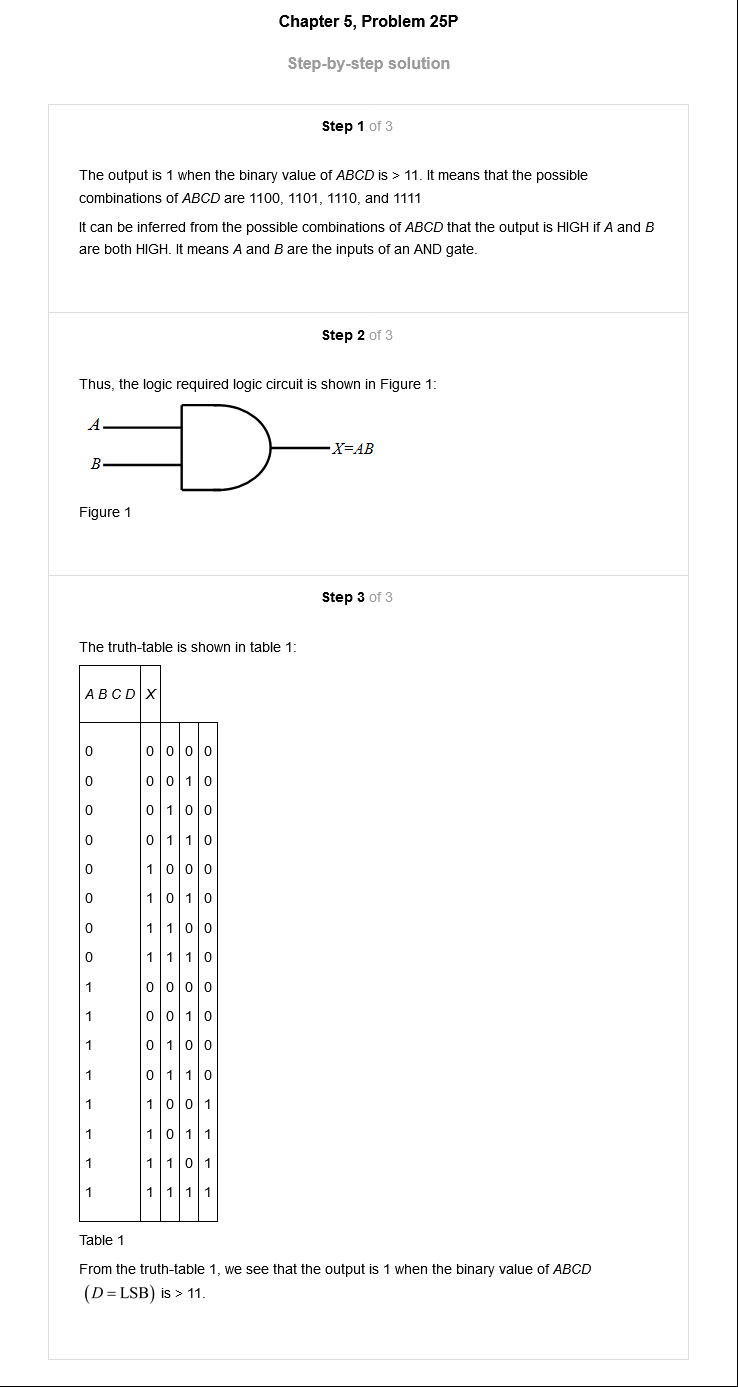 Chapter 5, Problem 25P
Step-by-step solution
Step 1 of 3
The output is 1 when the binary value of ABCD is > 11. It means that the possible
combinations of ABCD are 1100, 1101, 1110, and 1111
It can be inferred from the possible combinations of ABCD that the output is HIGH if A and B
are both HIGH. It means A and B are the inputs of an AND gate.
Step 2 of 3
Thus, the logic required logic circuit is shown in Figure 1:
A
X=AB
B
Figure 1
Step 3 of 3
The truth-table is shown in table 1:
A B C D X
0 0 0 0 0
0 0 0 1 0
0 0 1 0 0
0 0 1 1 0
0 1 0 0 0
0 1 0 1 0
0 1 1 0 0
0 1 1 1 0
1 0 0 0 0
1 0 0 1 0
1 0 1 0 0
1 0 1 1 0
1 1 0 0 1
1 1 0 1 1
1 1 1 0 1
1 1 1 1 1
Table 1
From the truth-table 1, we see that the output is 1 when the binary value of ABCD
(D = LSB) is > 11.